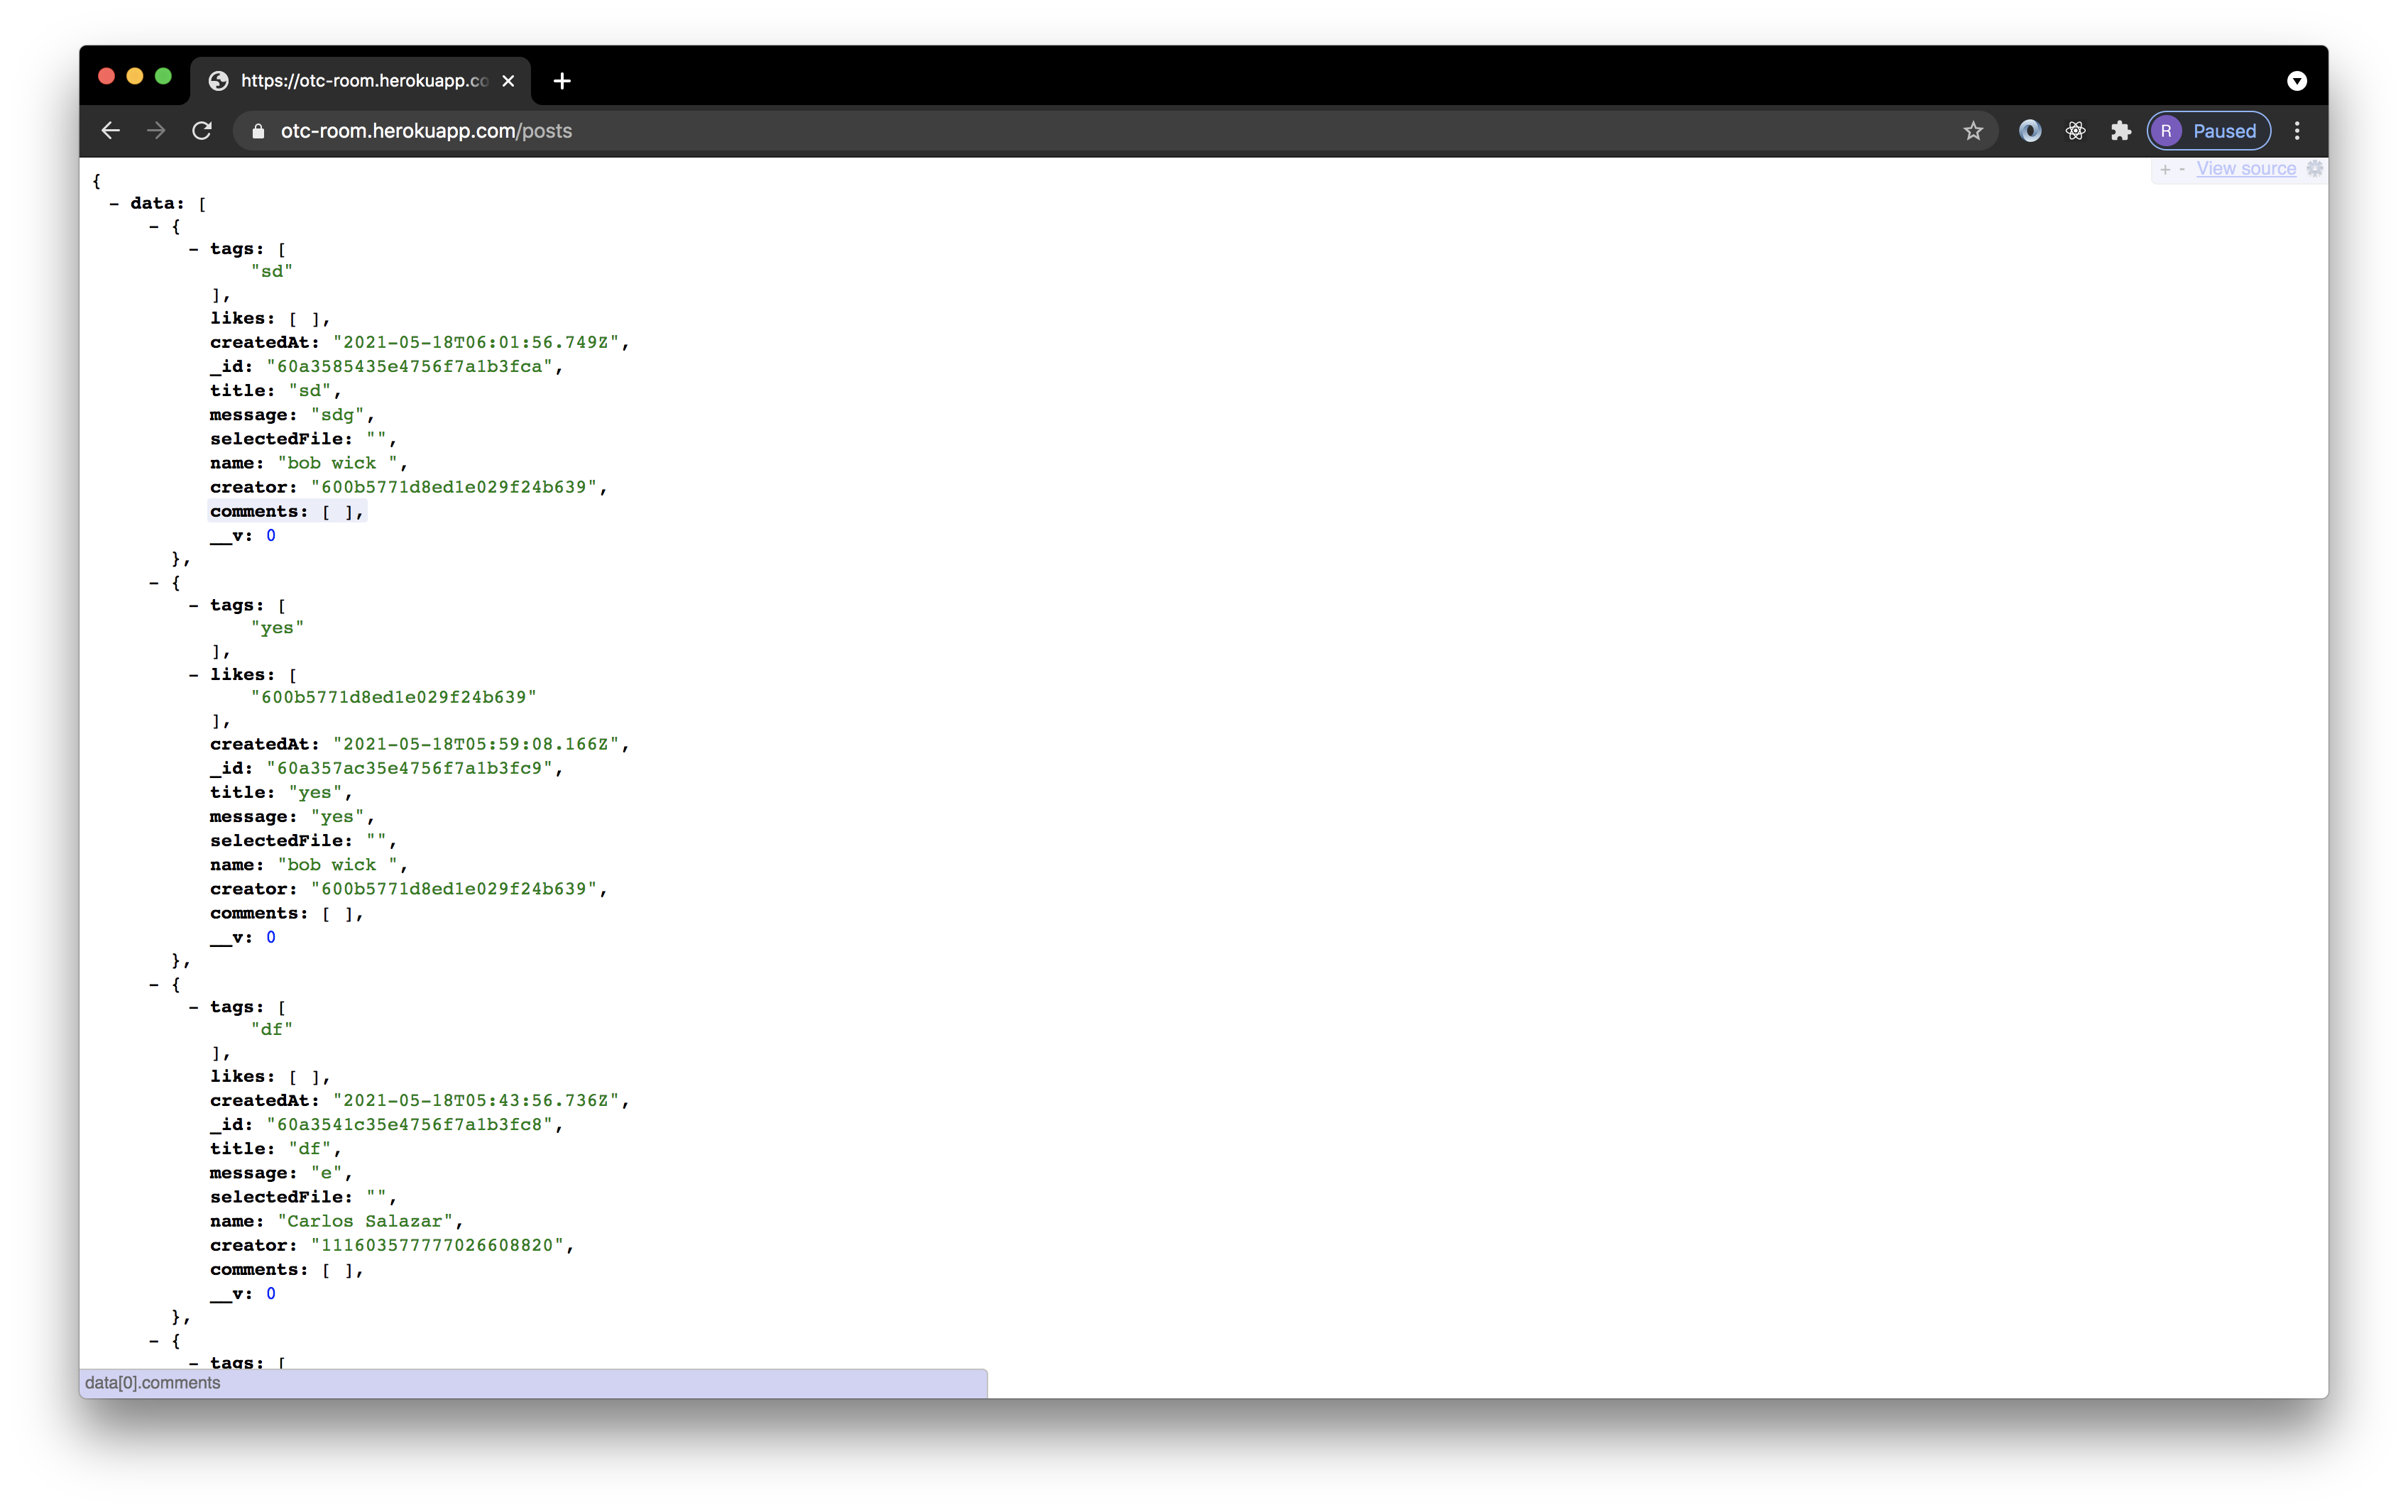 https://otc-room.herokuapp.co
otc-room.herokuapp.com/posts
R Paused
+ - View source
{
- data: [
- {
- tags: [
"sd"
],
likes: [ ],
createdAt: "2021-05-18T06:01:56.749Z",
_id: "60a3585435e4756f7a1b3fca",
title: "sd",
message: "sdg",
selectedFile: "",
name: "bob wick ",
creator: "600b5771d8ed1e029f24b639",
comments: [ ],
__v: 0
},
- {
- tags: [
"yes"
],
- likes: [
"600b5771d8ed1e029f24b639"
],
createdAt: "2021-05-18T05:59:08.166Z",
_id: "60a357ac35e4756f7a1b3fc9",
title: "yes",
message: "yes",
selectedFile: "",
name: "bob wick ",
creator: "600b5771d8ed1e029f24b639",
comments: [ ],
__v: 0
},
- {
- tags: [
"df"
],
likes: [ ],
createdAt: "2021-05-18T05:43:56.736Z",
_id: "60a3541c35e4756f7a1b3fc8",
title: "df",
message: "e",
selectedFile: "",
name: "Carlos Salazar",
creator: "111603577777026608820",
comments: [ ],
__v: 0
},
- {
- tags: [
data[0].comments